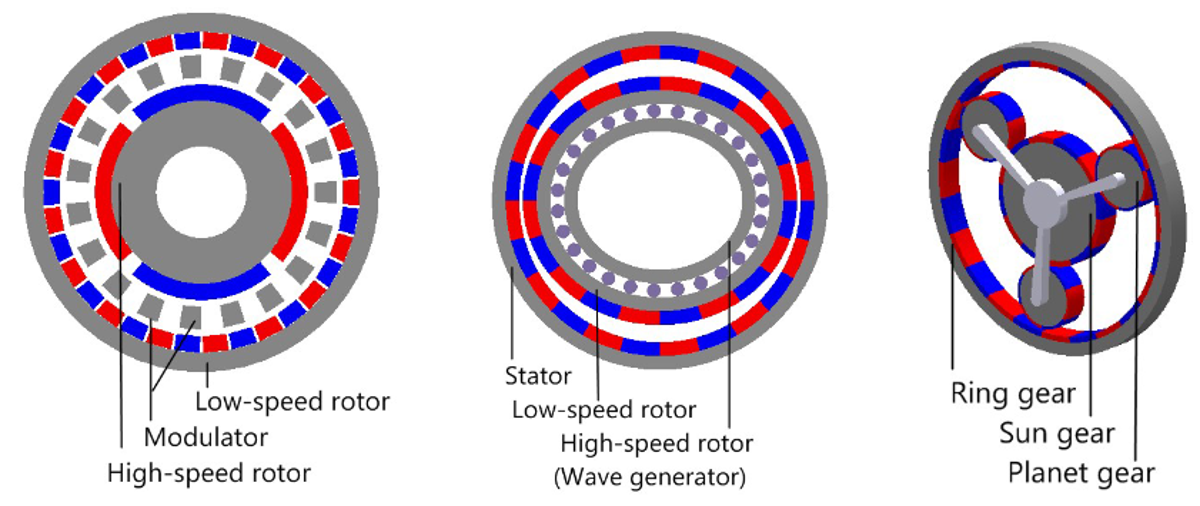 Low-speed rotor
Modulator
High-speed rotor
Stator
Low-speed rotor
High-speed rotor
(Wave generator)
Ring gear
Sun gear
Planet gear